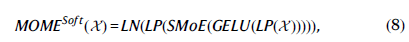 MOME^Soft(𝒳) = LN(LP(SMoE(GELU(LP(𝒳))))), (8)